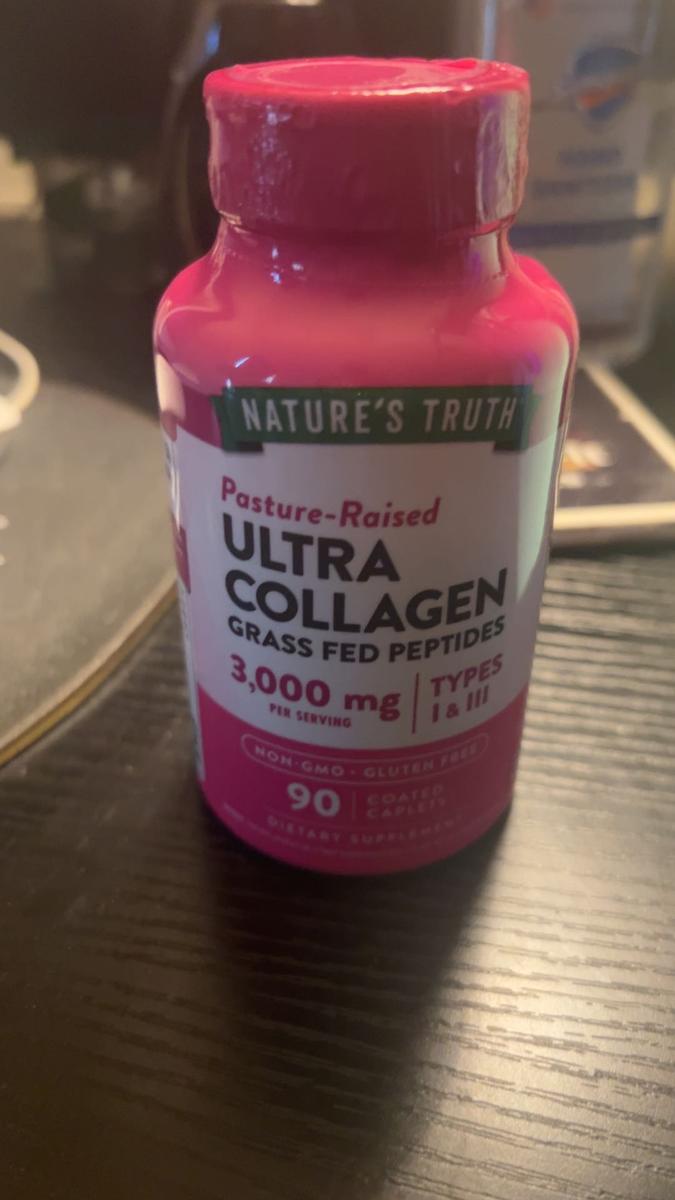 NATURE'S TRUTH
Pasture-Raised
ULTRA
COLLAGEN
GRASS FED PEPTIDES
3,000 mg
PER SERVING
TYPES
I & III
NON-GMO • GLUTEN FREE
90
COATED
CAPLETS
DIETARY SUPPLEMENT